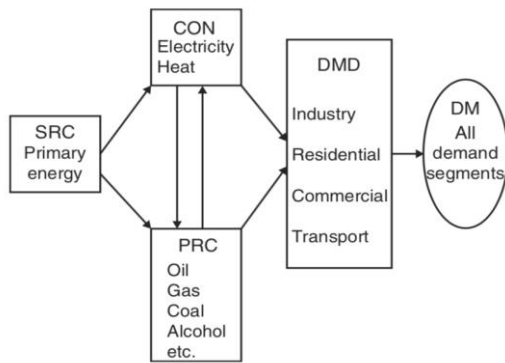 CON
Electricity
Heat
SRC
Primary
energy
PRC
Oil
Gas
Coal
Alcohol
etc.
DMD
Industry
Residential
Commercial
Transport
DM
All
demand
segments